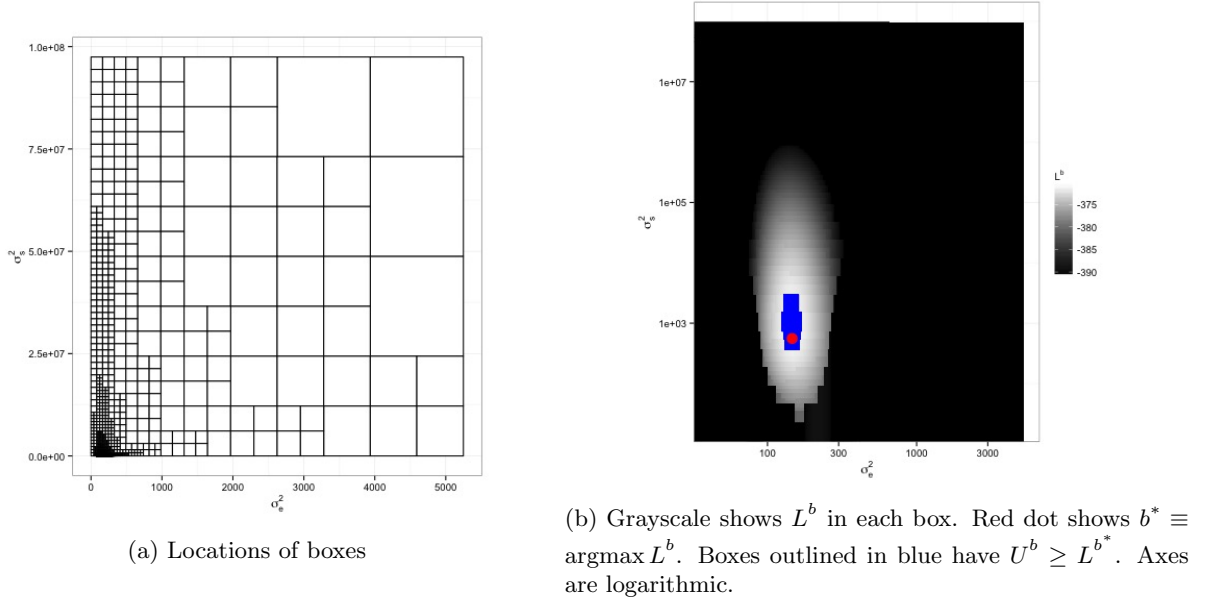 1.0e+08
7.5e+07
5.0e+07
2.5e+07
0.0e+00
σ²ₛ
0
1000
2000
3000
4000
5000
σ²ₑ
(a) Locations of boxes
1e+07
1e+05
1e+03
σ²ₛ
100
300
1000
3000
σ²ₑ
Lᵇ
-375
-380
-385
-390
(b) Grayscale shows Lᵇ in each box. Red dot shows b* ≡
argmax Lᵇ. Boxes outlined in blue have Uᵇ ≥ Lᵇ*. Axes
are logarithmic.